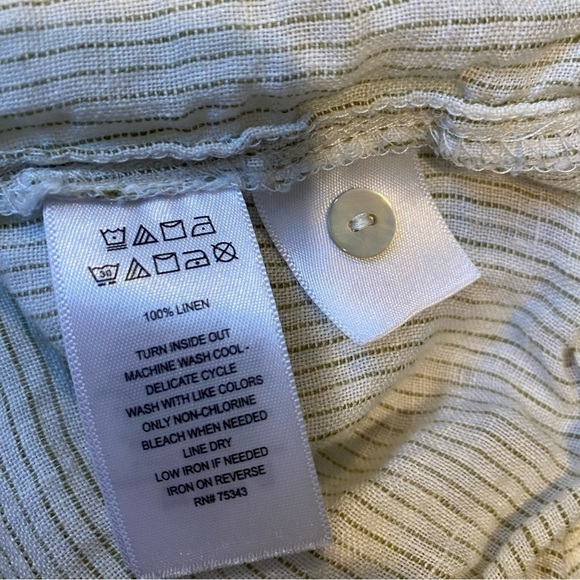 30
100% LINEN
TURN INSIDE OUT
MACHINE WASH COOL -
DELICATE CYCLE
WASH WITH LIKE COLORS
ONLY NON-CHLORINE
BLEACH WHEN NEEDED
LINE DRY
LOW IRON IF NEEDED
IRON ON REVERSE
RN# 75343